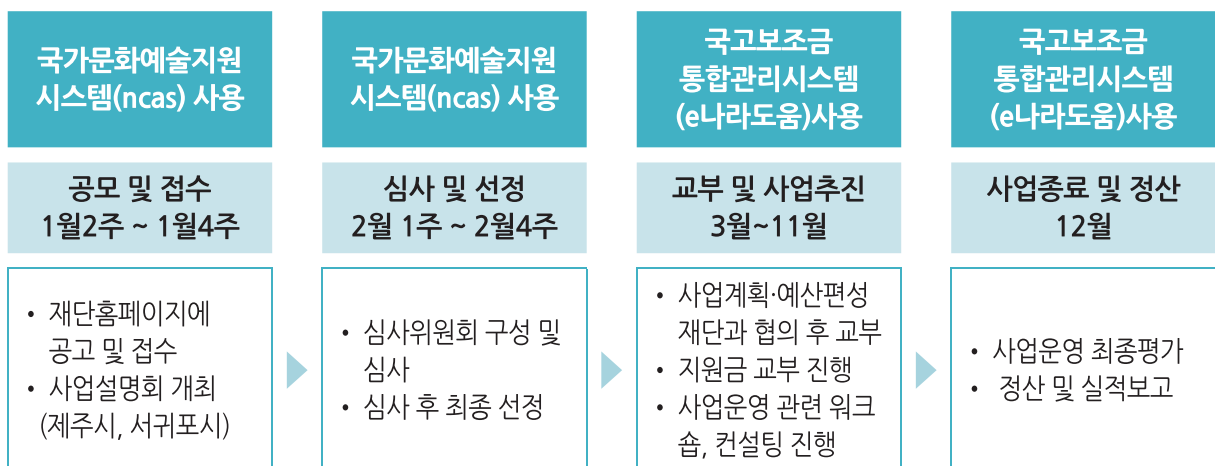 국가문화예술지원
시스템(ncas) 사용
공모 및 접수
1월2주 ~ 1월4주
• 재단홈페이지에
공고 및 접수
• 사업설명회 개최
(제주시, 서귀포시)
국가문화예술지원
시스템(ncas) 사용
심사 및 선정
2월 1주 ~ 2월4주
• 심사위원회 구성 및
심사
• 심사 후 최종 선정
국고보조금
통합관리시스템
(e나라도움)사용
교부 및 사업추진
3월~11월
• 사업계획·예산편성
재단과 협의 후 교부
• 지원금 교부 진행
• 사업운영 관련 워크
숍, 컨설팅 진행
국고보조금
통합관리시스템
(e나라도움)사용
사업종료 및 정산
12월
• 사업운영 최종평가
• 정산 및 실적보고